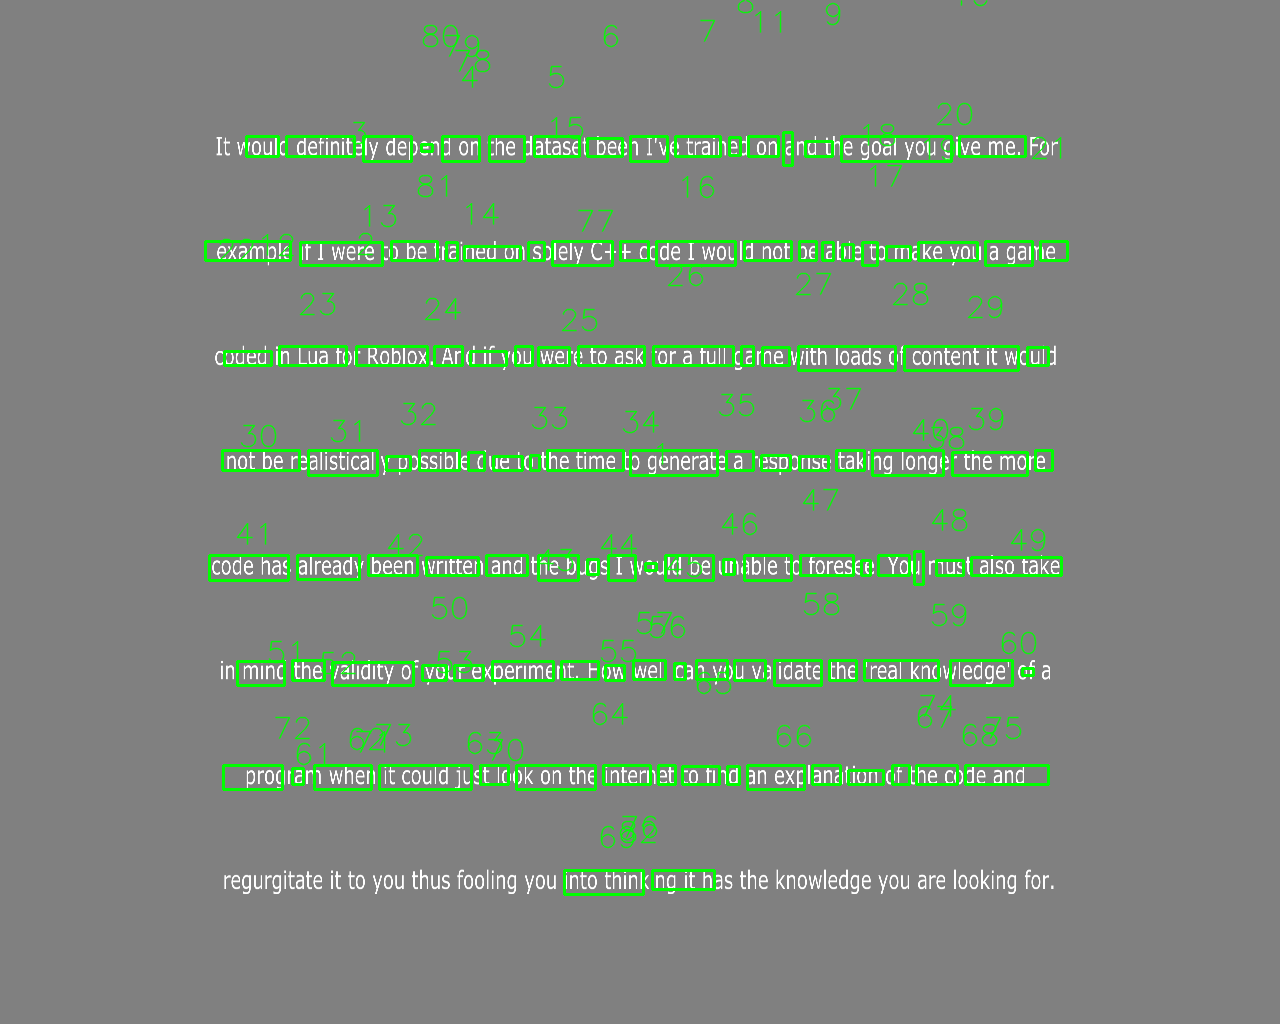 It would definitely depend on the dataset been I've trained on and the goal you give me. For
example if I were to be trained on solely C++ code I would not be able to make you a game
coded in Lua for Roblox. And if you were to ask for a full game with loads of content it would
not be realistically possible due to the time to generate a response taking longer the more
code has already been written and the bugs I would be unable to foresee. You must also take
in mind the validity of your experiment. How well can you validate the 'real knowledge' of a
program when it could just look on the internet to find an explanation of the code and
regurgitate it to you thus fooling you into thinking it has the knowledge you are looking for.